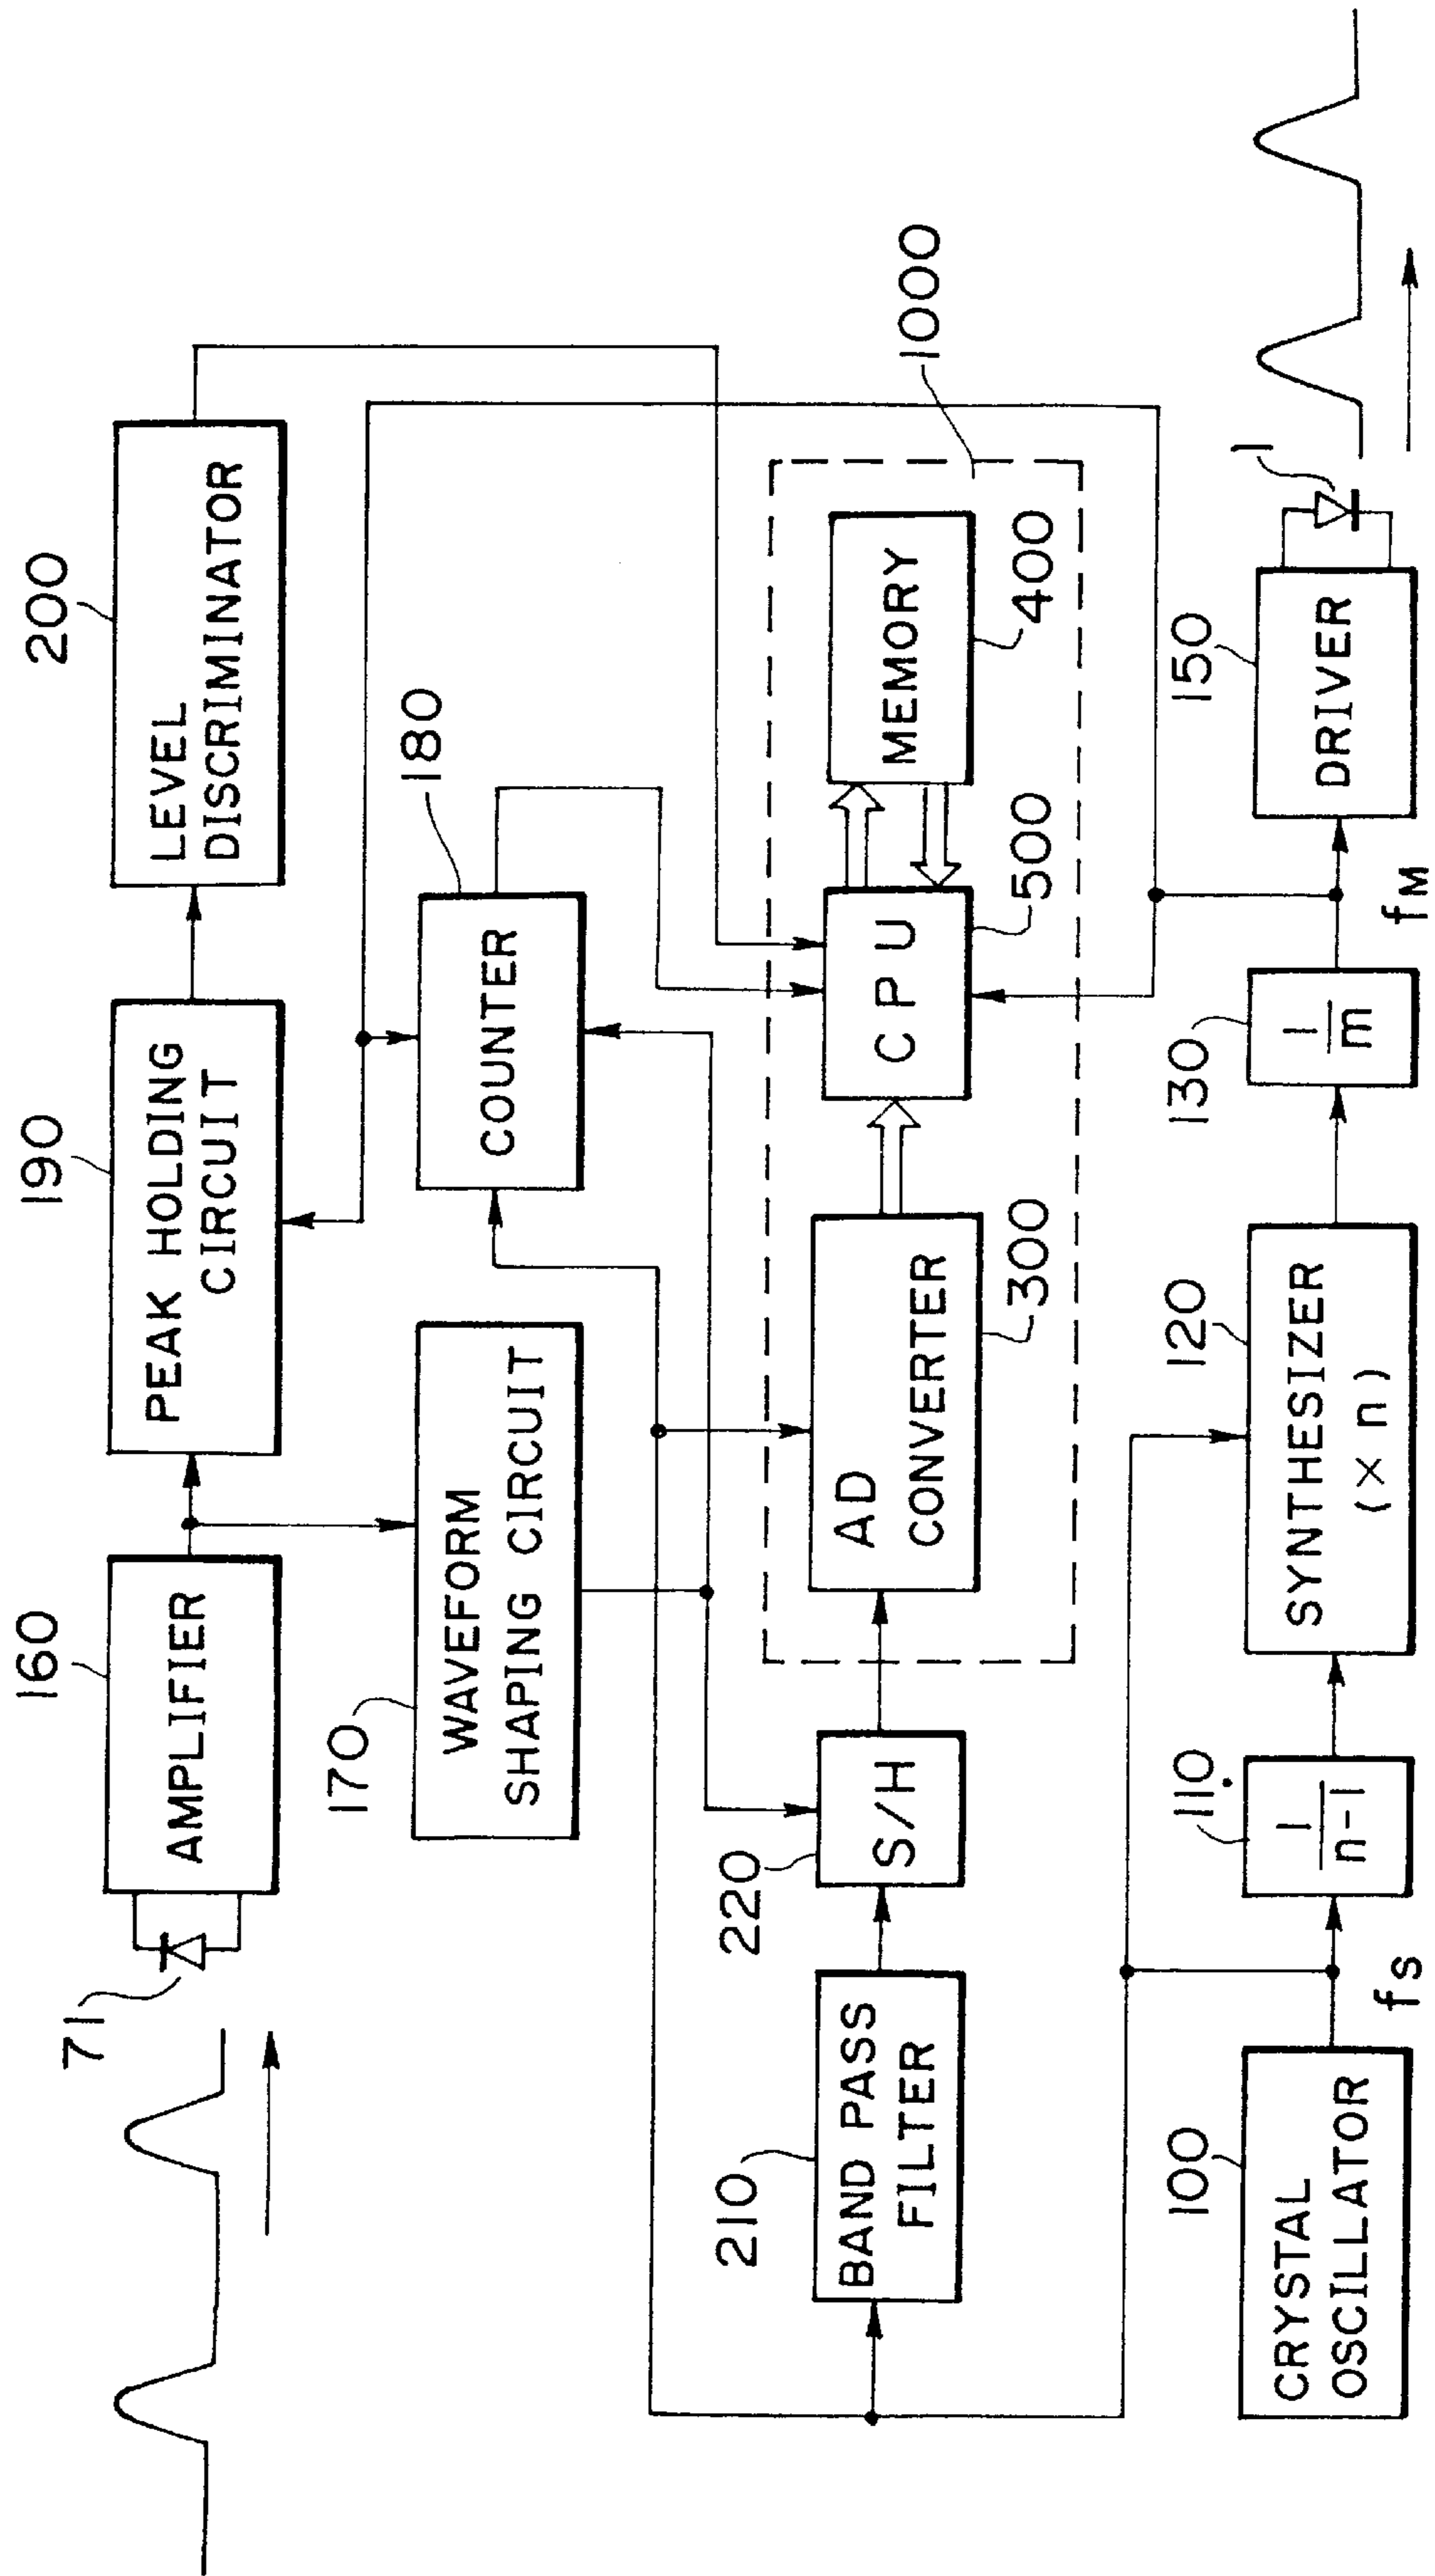 200
LEVEL
DISCRIMINATOR
190
PEAK HOLDING
CIRCUIT
160
AMPLIFIER
71
180
COUNTER
170
WAVEFORM
SHAPING CIRCUIT
1000
MEMORY
400
CPU
500
AD
CONVERTER
300
S/H
220
BAND PASS
FILTER
210
1
150
DRIVER
fM
130
1
m
120
SYNTHESIZER
(× n)
110
1
n-1
fS
100
CRYSTAL
OSCILLATOR